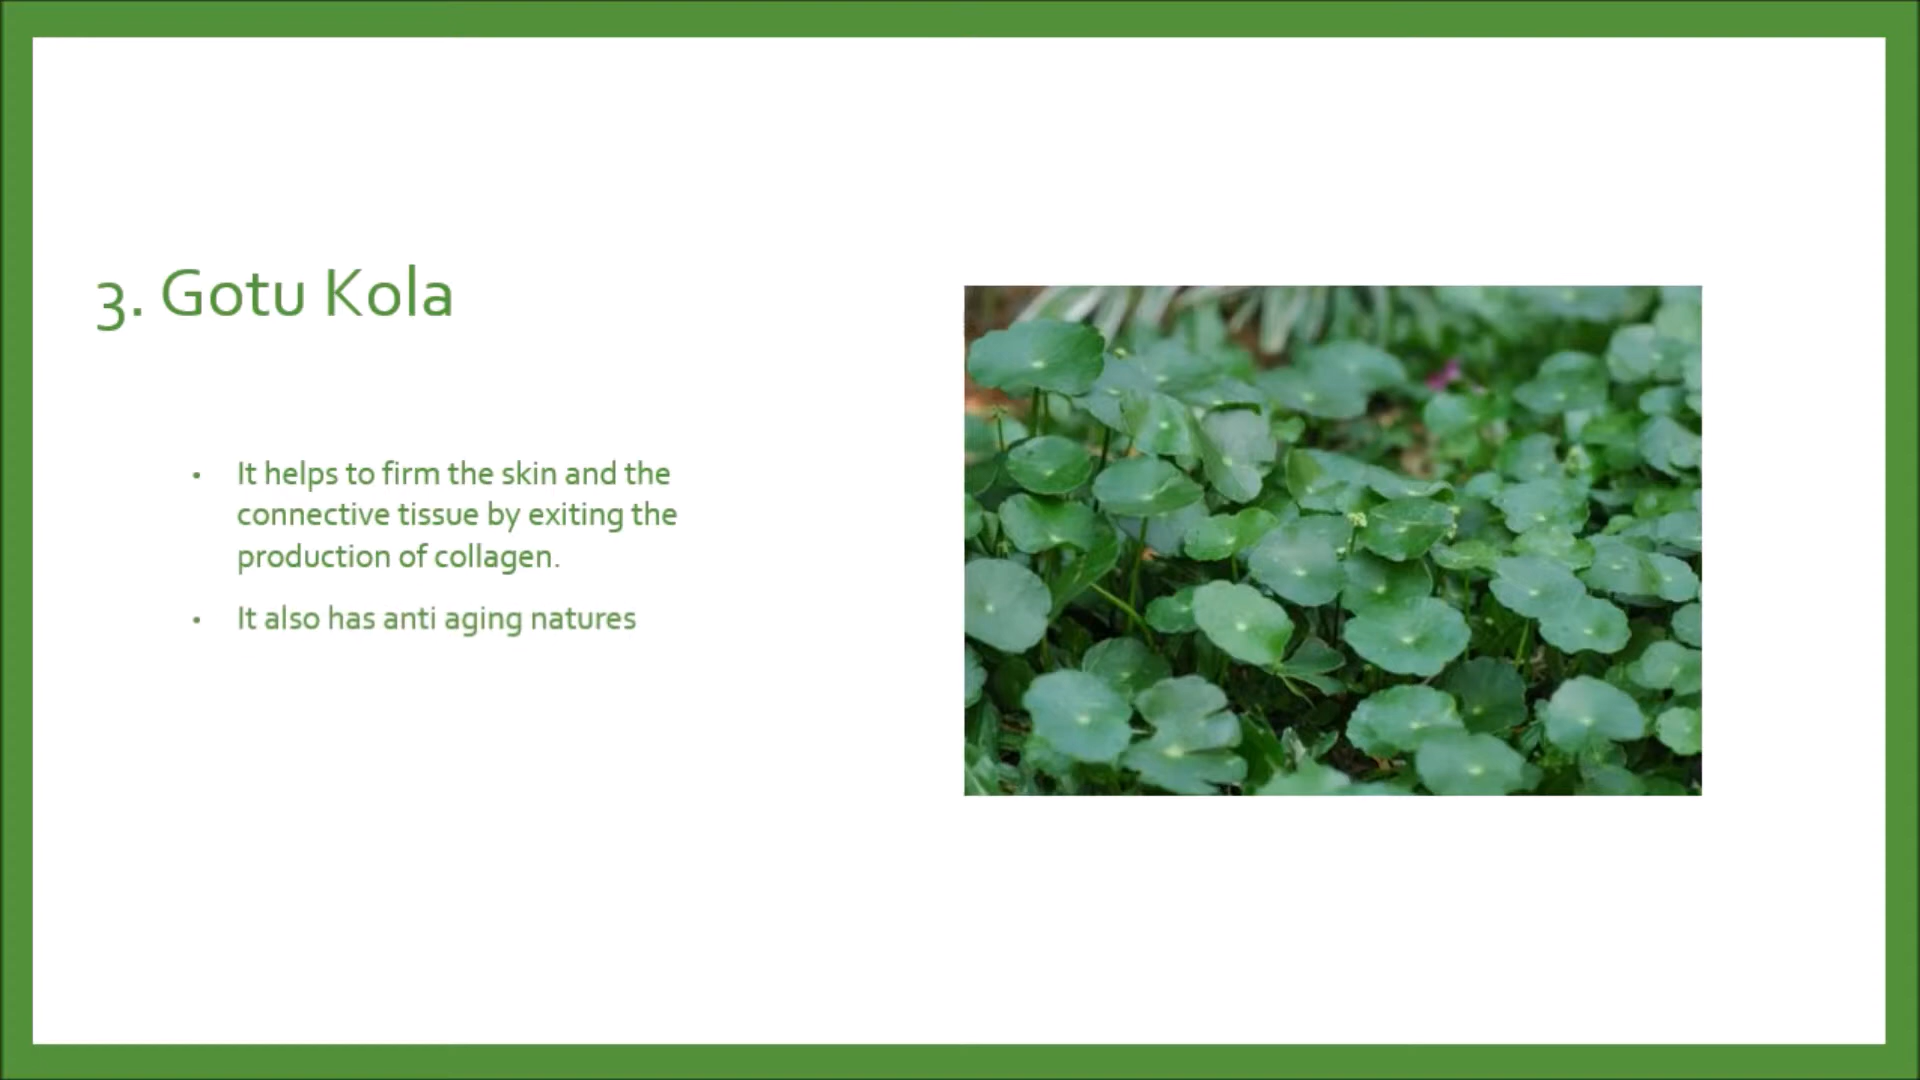 3. Gotu Kola
• It helps to firm the skin and the
connective tissue by exiting the
production of collagen.
• It also has anti aging natures